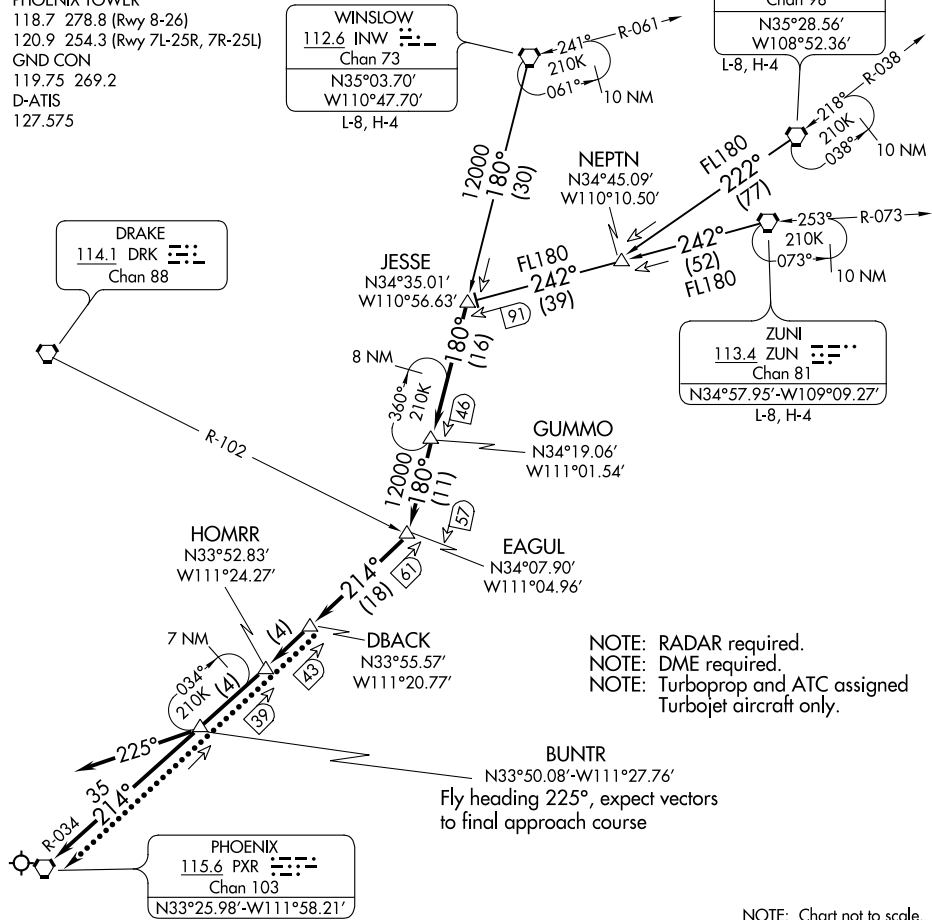 PHOENIX TOWER
118.7 278.8 (Rwy 8-26)
120.9 254.3 (Rwy 7L-25R, 7R-25L)
GND CON
119.75 269.2
D-ATIS
127.575
WINSLOW
112.6 INW
Chan 73
N35°03.70′
W110°47.70′
L-8, H-4
241°
R-061
210K
061°
10 NM
Chan 98
N35°28.56′
W108°52.36′
L-8, H-4
R-038
218°
210K
038°
10 NM
12000
180°
(30)
NEPTN
N34°45.09′
W110°10.50′
FL180
222°
(77)
253°
R-073
210K
073°
10 NM
242°
(52)
FL180
DRAKE
114.1 DRK
Chan 88
JESSE
N34°35.01′
W110°56.63′
FL180
242°
(39)
91
ZUNI
113.4 ZUN
Chan 81
N34°57.95′-W109°09.27′
L-8, H-4
180°
(16)
8 NM
360°
210K
46
GUMMO
N34°19.06′
W111°01.54′
R-102
12000
180°
(11)
57
EAGUL
N34°07.90′
W111°04.96′
HOMRR
N33°52.83′
W111°24.27′
214°
(18)
61
(4)
DBACK
N33°55.57′
W111°20.77′
43
7 NM
034°
210K
(4)
39
NOTE: RADAR required.
NOTE: DME required.
NOTE: Turboprop and ATC assigned
Turbojet aircraft only.
225°
BUNTR
N33°50.08′-W111°27.76′
Fly heading 225°, expect vectors
to final approach course
35
214°
R-034
PHOENIX
115.6 PXR
Chan 103
N33°25.98′-W111°58.21′
NOTE: Chart not to scale.